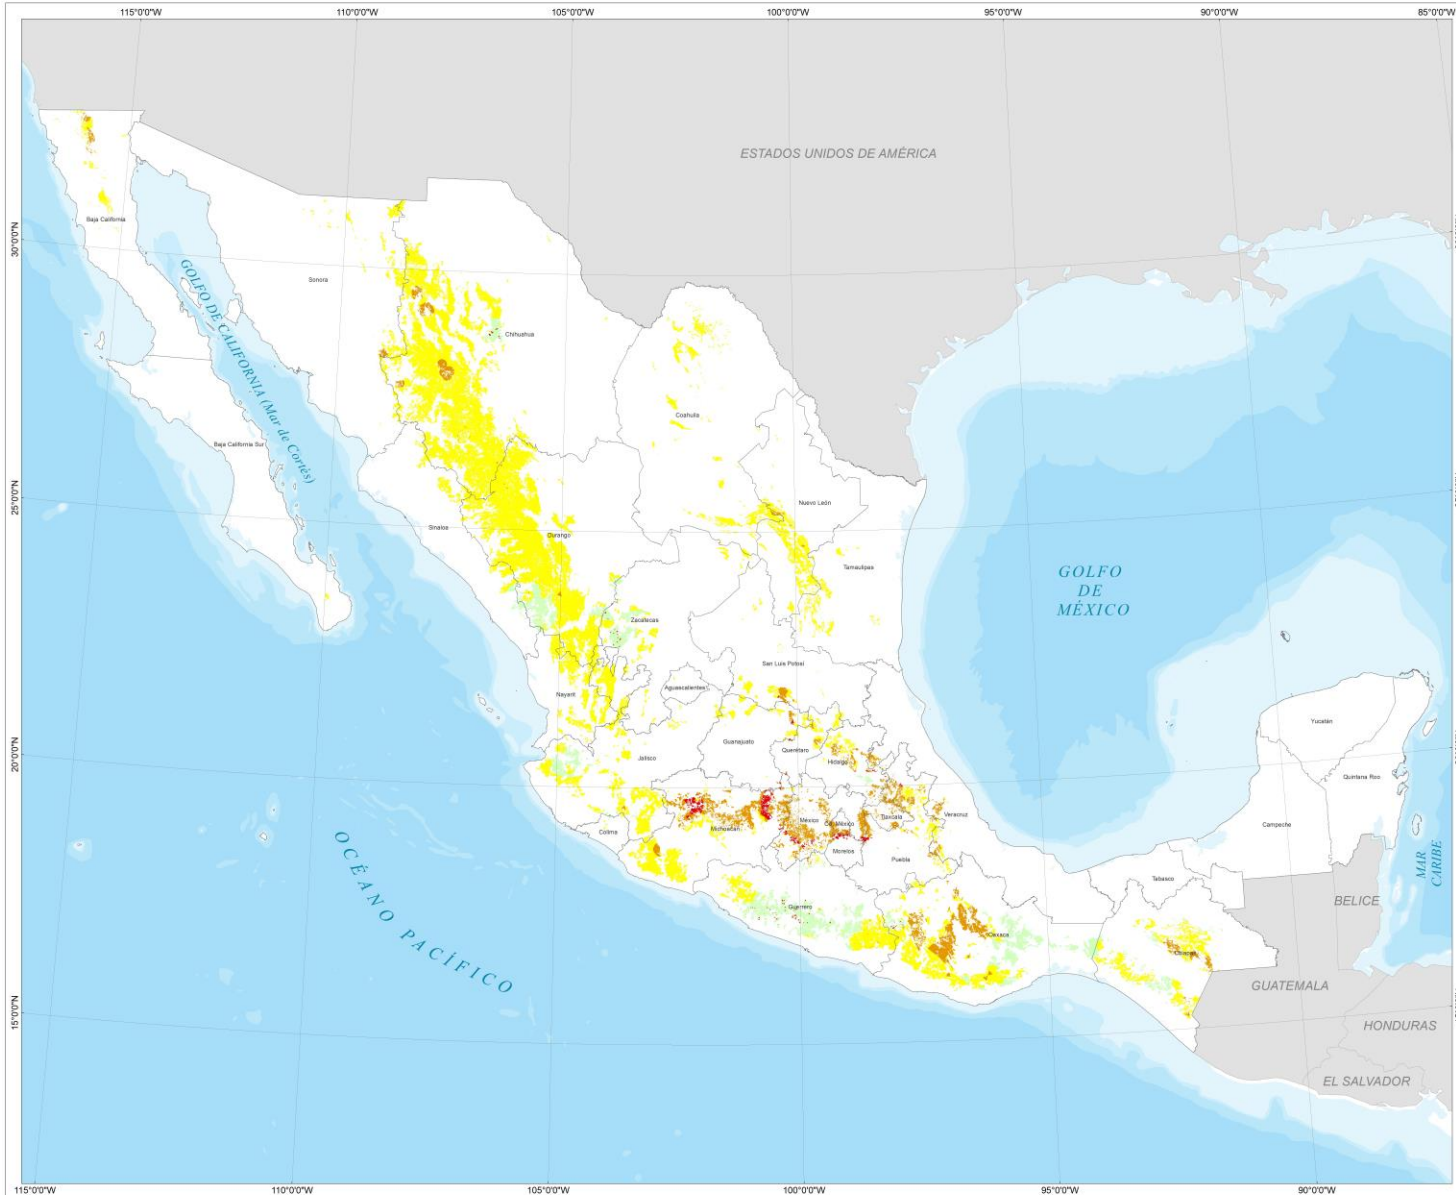 115°0'0"W
110°0'0"W
105°0'0"W
100°0'0"W
95°0'0"W
90°0'0"W
85°0'0"W
ESTADOS UNIDOS DE AMÉRICA
30°0'0"N
Baja California
Sonora
GOLFO DE CALIFORNIA (Mar de Cortés)
Chihuahua
Coahuila
Baja California Sur
25°0'0"N
Nuevo León
Sinaloa
Durango
Tamaulipas
GOLFO
DE
MÉXICO
Zacatecas
San Luis Potosí
Nayarit
Aguascalientes
Yucatán
20°0'0"N
Guanajuato
Querétaro
Jalisco
Hidalgo
Quintana Roo
México
Tlaxcala
Veracruz
Michoacán
Colima
Campeche
Morelos
Puebla
MAR
CARIBE
Tabasco
OCÉANO PACÍFICO
Guerrero
BELICE
Oaxaca
Chiapas
GUATEMALA
15°0'0"N
HONDURAS
EL SALVADOR
115°0'0"W
110°0'0"W
105°0'0"W
100°0'0"W
95°0'0"W
90°0'0"W